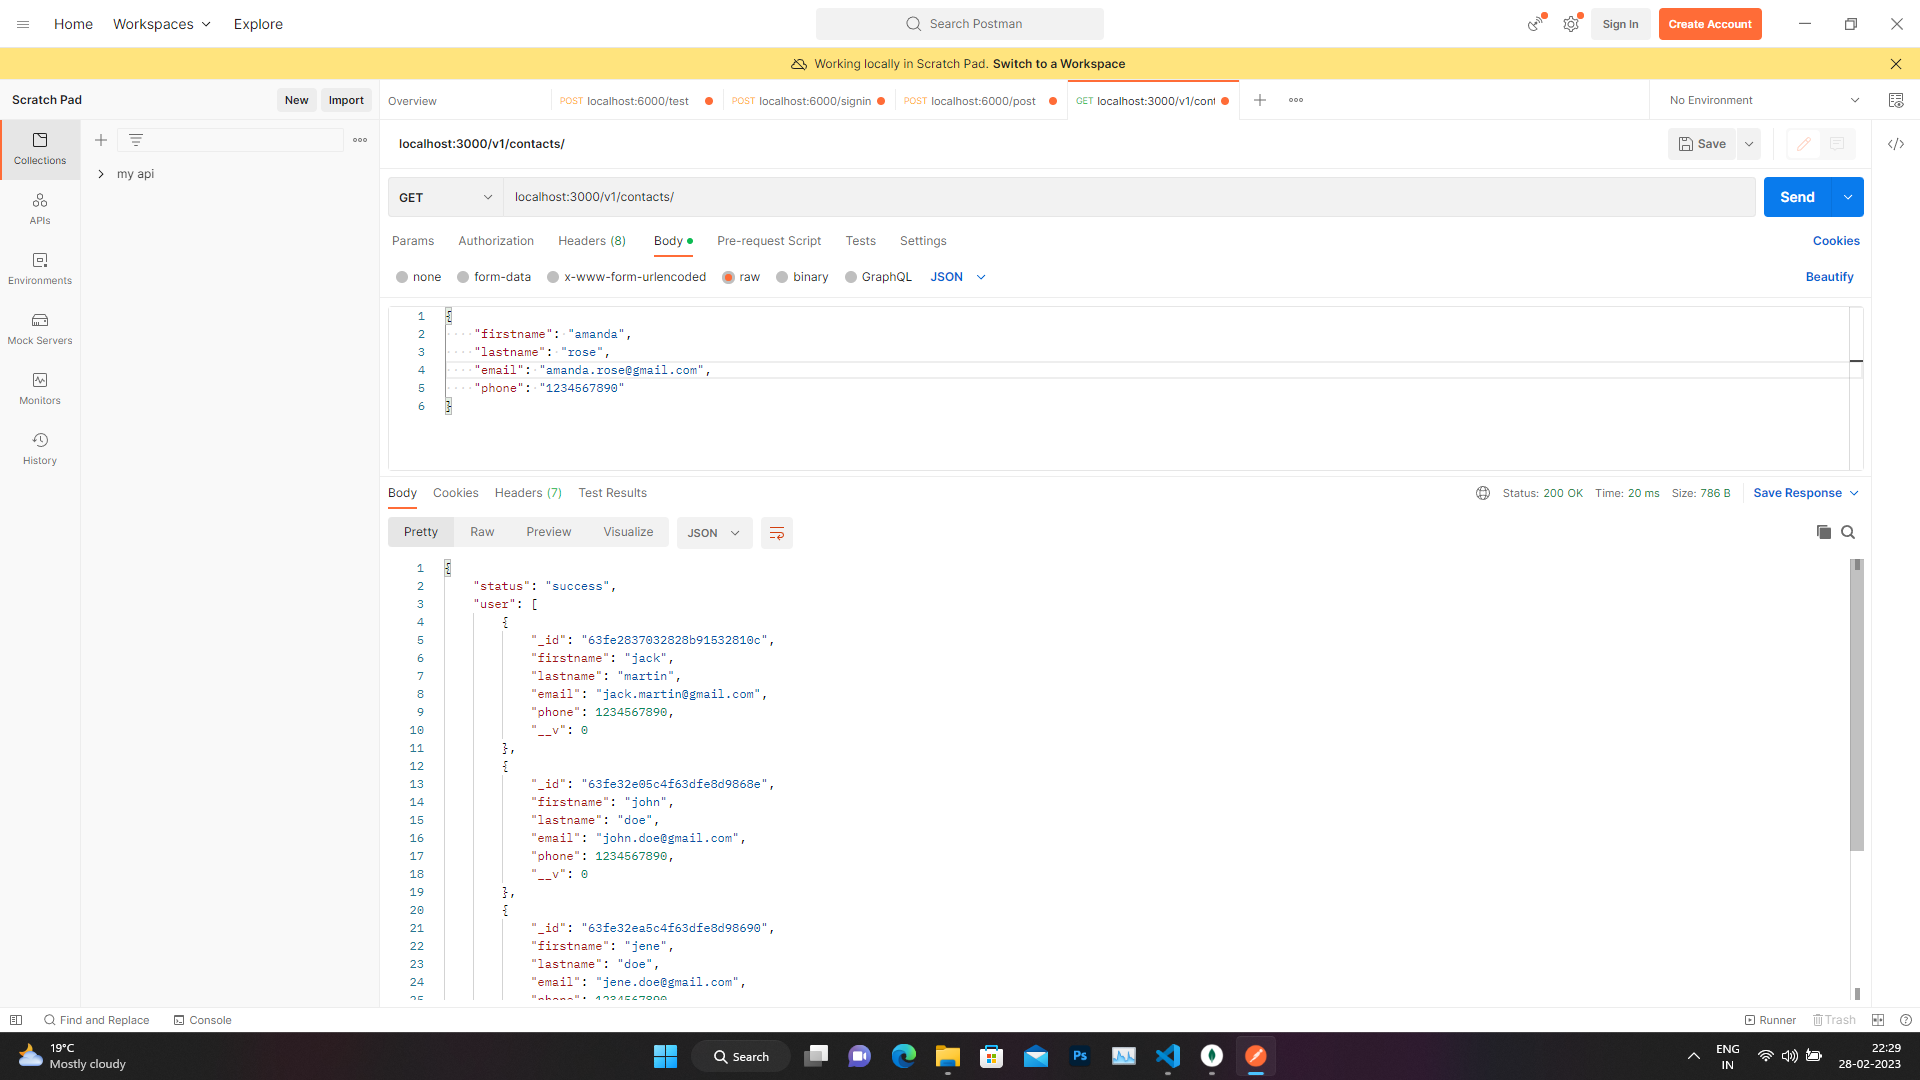 Home Workspaces Explore Search Postman Sign In Create Account
Working locally in Scratch Pad. Switch to a Workspace
Scratch Pad New Import Overview POST localhost:6000/test POST localhost:6000/signin POST localhost:6000/post GET localhost:3000/v1/cont No Environment
Collections
APIs
Environments
Mock Servers
Monitors
History
my api
localhost:3000/v1/contacts/ Save
GET localhost:3000/v1/contacts/ Send
Params Authorization Headers (8) Body Pre-request Script Tests Settings Cookies
none form-data x-www-form-urlencoded raw binary GraphQL JSON Beautify
1 {
2 "firstname": "amanda",
3 "lastname": "rose",
4 "email": "amanda.rose@gmail.com",
5 "phone": "1234567890"
6 }
Body Cookies Headers (7) Test Results Status: 200 OK Time: 20 ms Size: 786 B Save Response
Pretty Raw Preview Visualize JSON
1 {
2 "status": "success",
3 "user": [
4 {
5 "_id": "63fe2837032828b91532810c",
6 "firstname": "jack",
7 "lastname": "martin",
8 "email": "jack.martin@gmail.com",
9 "phone": 1234567890,
10 "__v": 0
11 },
12 {
13 "_id": "63fe32e05c4f63dfe8d9868e",
14 "firstname": "john",
15 "lastname": "doe",
16 "email": "john.doe@gmail.com",
17 "phone": 1234567890,
18 "__v": 0
19 },
20 {
21 "_id": "63fe32ea5c4f63dfe8d98690",
22 "firstname": "jene",
23 "lastname": "doe",
24 "email": "jene.doe@gmail.com",
25 "phone": 1234567890
Find and Replace Console Runner Trash
19°C
Mostly cloudy
Search
Ps
ENG
IN
22:29
28-02-2023